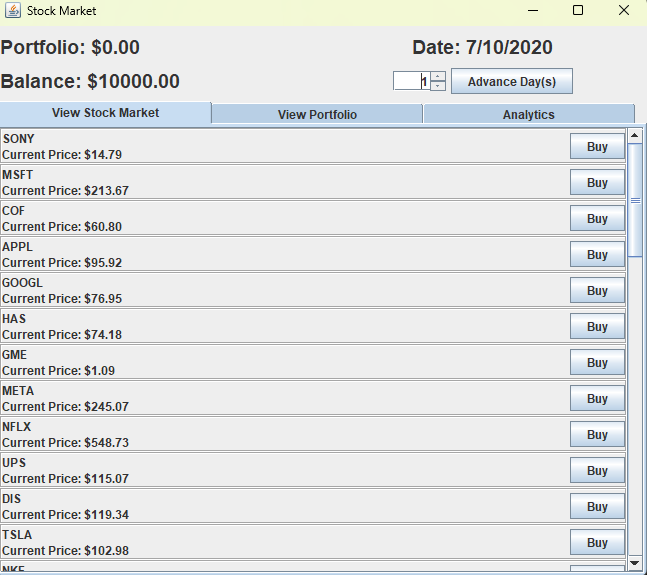 Stock Market
Portfolio: $0.00
Date: 7/10/2020
Balance: $10000.00
1
Advance Day(s)
View Stock Market
View Portfolio
Analytics
SONY
Current Price: $14.79
Buy
MSFT
Current Price: $213.67
Buy
COF
Current Price: $60.80
Buy
APPL
Current Price: $95.92
Buy
GOOGL
Current Price: $76.95
Buy
HAS
Current Price: $74.18
Buy
GME
Current Price: $1.09
Buy
META
Current Price: $245.07
Buy
NFLX
Current Price: $548.73
Buy
UPS
Current Price: $115.07
Buy
DIS
Current Price: $119.34
Buy
TSLA
Current Price: $102.98
Buy